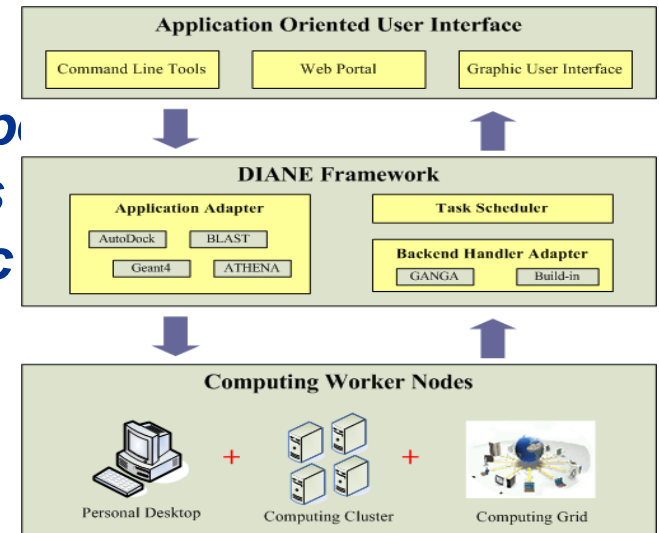 Application Oriented User Interface
Command Line Tools
Web Portal
Graphic User Interface
DIANE Framework
Application Adapter
AutoDock
BLAST
Geant4
ATHENA
Task Scheduler
Backend Handler Adapter
GANGA
Build-in
Computing Worker Nodes
+
+
Personal Desktop
Computing Cluster
Computing Grid